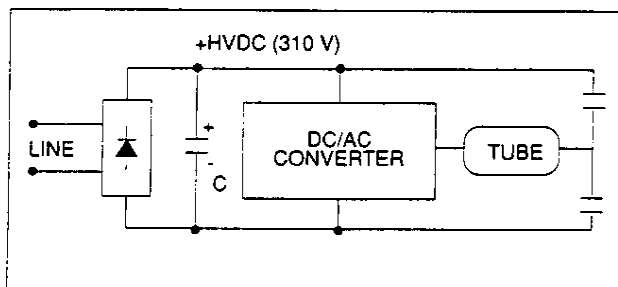 +HVDC (310 V)
LINE
+
-
C
DC/AC
CONVERTER
TUBE